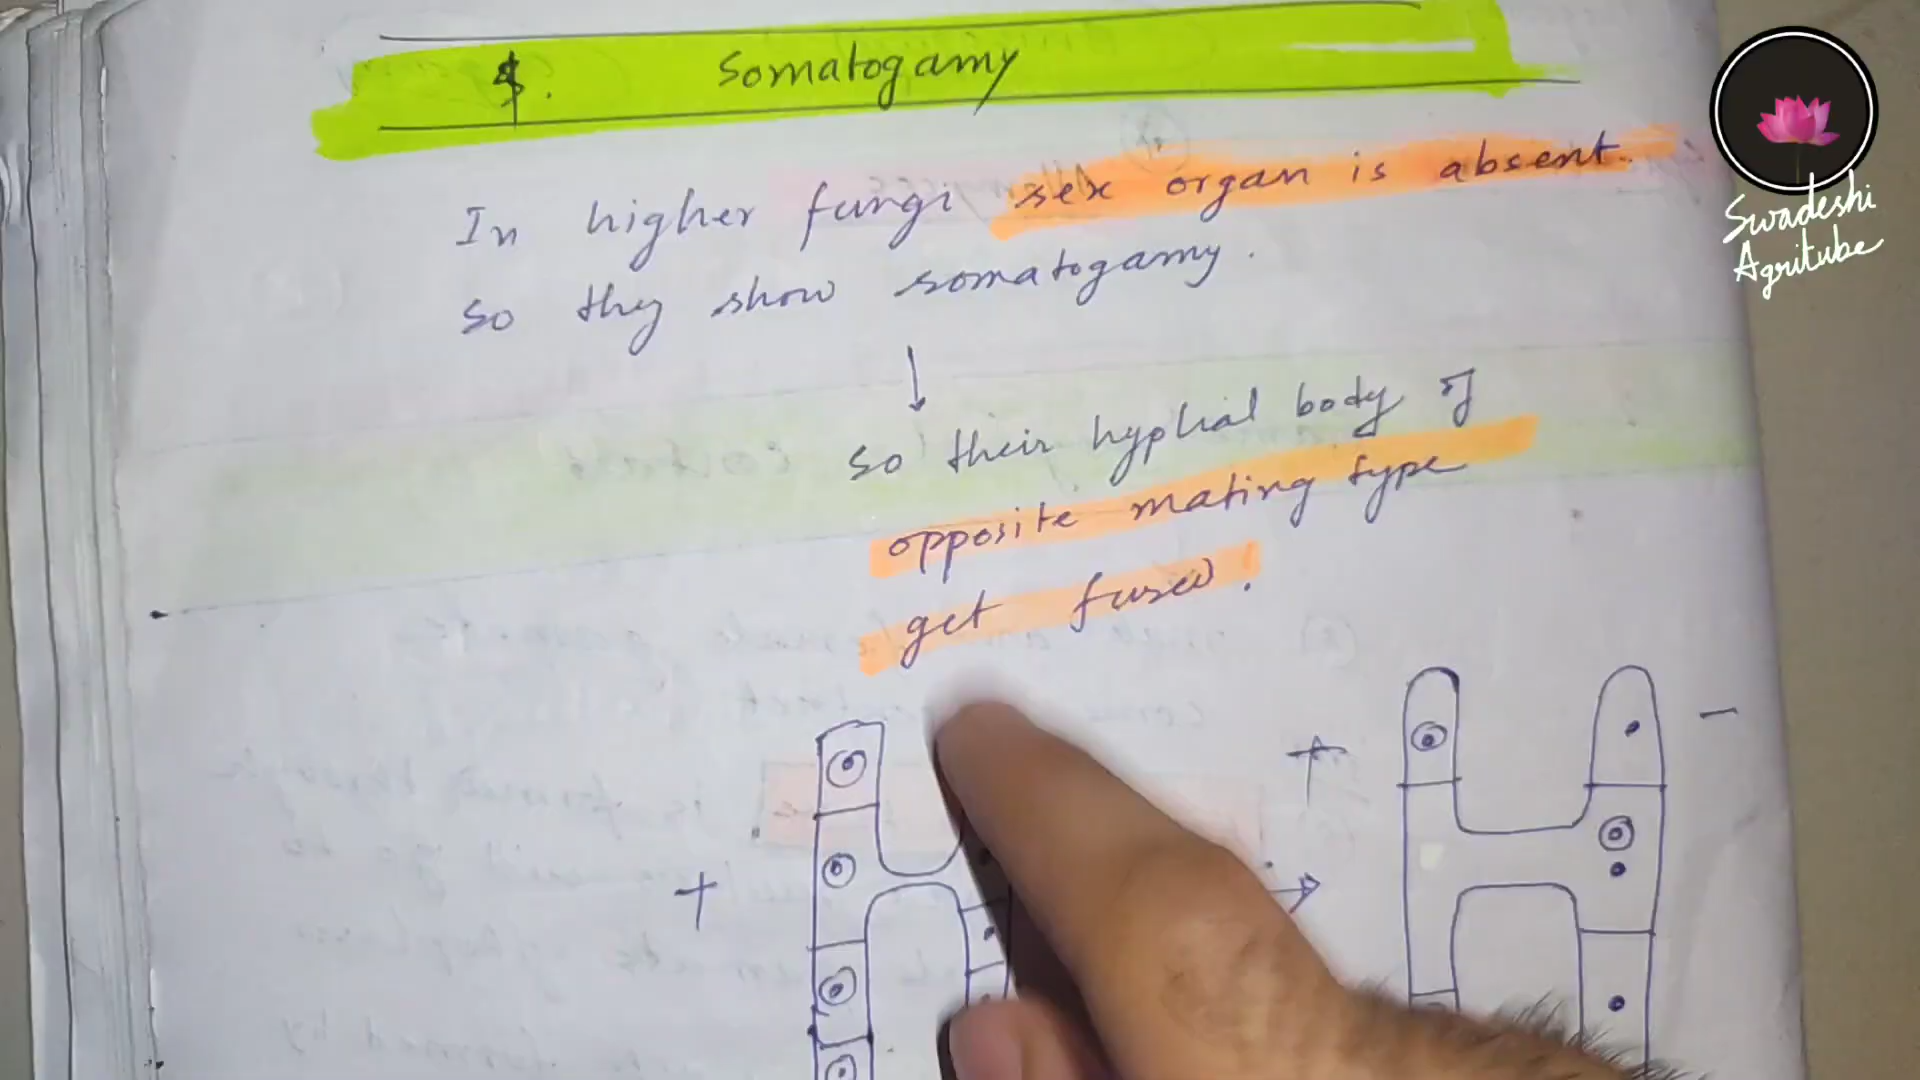 $. Somatogamy
In higher fungi sex organ is absent.
so they show somatogamy.
↓
so their hyphal body of
opposite mating type
get fused.
+
+
-
→
Swadeshi
Agritube